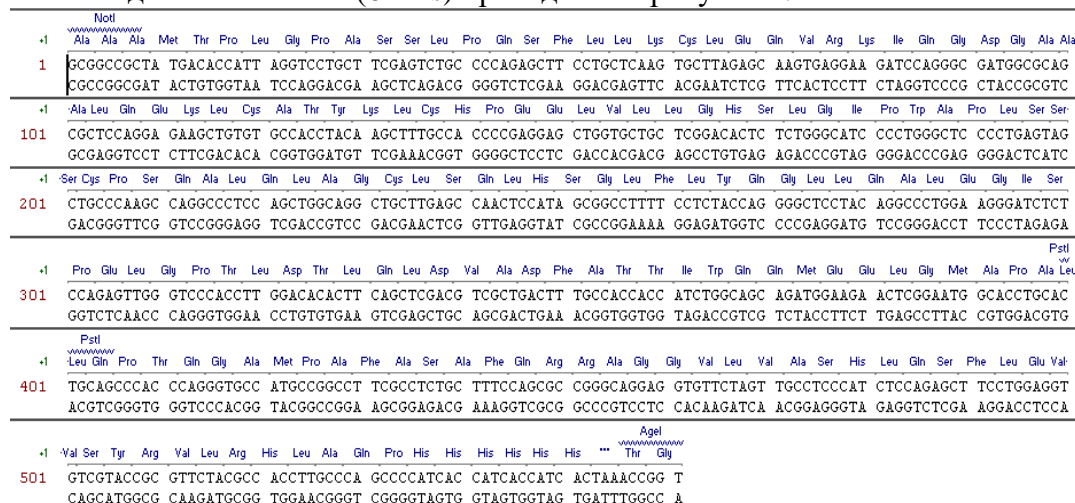 NotI
+1 Ala Ala Ala Met Thr Pro Leu Gly Pro Ala Ser Ser Leu Pro Gln Ser Phe Leu Leu Lys Cys Leu Glu Gln Val Arg Lys Ile Gln Gly Asp Gly Ala Ala
1 GCGGCCGCTA TGACACCATT AGGTCCTGCT TCGAGTCTGC CCCAGAGCTT CCTGCTCAAG TGCTTAGAGC AAGTGAGGAA GATCCAGGGC GATGGCGCAG
CGCCGGCGAT ACTGTGGTAA TCCAGGACGA AGCTCAGACG GGGTCTCGAA GGACGAGTTC ACGAATCTCG TTCACTCCTT CTAGGTCCCG CTACCGCGTC
+1 ·Ala Leu Gln Glu Lys Leu Cys Ala Thr Tyr Lys Leu Cys His Pro Glu Glu Leu Val Leu Leu Gly His Ser Leu Gly Ile Pro Trp Ala Pro Leu Ser Ser·
101 CGCTCCAGGA GAAGCTGTGT GCCACCTACA AGCTTTGCCA CCCCGAGGAG CTGGTGCTGC TCGGACACTC TCTGGGCATC CCCTGGGCTC CCCTGAGTAG
GCGAGGTCCT CTTCGACACA CGGTGGATGT TCGAAACGGT GGGGCTCCTC GACCACGACG AGCCTGTGAG AGACCCGTAG GGGACCCGAG GGGACTCATC
+1 ·Ser Cys Pro Ser Gln Ala Leu Gln Leu Ala Gly Cys Leu Ser Gln Leu His Ser Gly Leu Phe Leu Tyr Gln Gly Leu Leu Gln Ala Leu Glu Gly Ile Ser
201 CTGCCCAAGC CAGGCCCTCC AGCTGGCAGG CTGCTTGAGC CAACTCCATA GCGGCCTTTT CCTCTACCAG GGGCTCCTAC AGGCCCTGGA AGGGATCTCT
GACGGGTTCG GTCCGGGAGG TCGACCGTCC GACGAACTCG GTTGAGGTAT CGCCGGAAAA GGAGATGGTC CCCGAGGATG TCCGGGACCT TCCCTAGAGA
PstI
+1 Pro Glu Leu Gly Pro Thr Leu Asp Thr Leu Gln Leu Asp Val Ala Asp Phe Ala Thr Thr Ile Trp Gln Gln Met Glu Glu Leu Gly Met Ala Pro Ala Leu
301 CCAGAGTTGG GTCCCACCTT GGACACACTT CAGCTCGACG TCGCTGACTT TGCCACCACC ATCTGGCAGC AGATGGAAGA ACTCGGAATG GCACCTGCAC
GGTCTCAACC CAGGGTGGAA CCTGTGTGAA GTCGAGCTGC AGCGACTGAA ACGGTGGTGG TAGACCGTCG TCTACCTTCT TGAGCCTTAC CGTGGACGTG
PstI
+1 ·Leu Gln Pro Thr Gln Gly Ala Met Pro Ala Phe Ala Ser Ala Phe Gln Arg Arg Ala Gly Gly Val Leu Val Ala Ser His Leu Gln Ser Phe Leu Glu Val·
401 TGCAGCCCAC CCAGGGTGCC ATGCCGGCCT TCGCCTCTGC TTTCCAGCGC CGGGCAGGAG GTGTTCTAGT TGCCTCCCAT CTCCAGAGCT TCCTGGAGGT
ACGTCGGGTG GGTCCCACGG TACGGCCGGA AGCGGAGACG AAAGGTCGCG GCCCGTCCTC CACAAGATCA ACGGAGGGTA GAGGTCTCGA AGGACCTCCA
AgeI
+1 ·Val Ser Tyr Arg Val Leu Arg His Leu Ala Gln Pro His His His His His His *** Thr Gly
501 GTCGTACCGC GTTCTACGCC ACCTTGCCCA GCCCCATCAC CATCACCATC ACTAAACCGG T
CAGCATGGCG CAAGATGCGG TGGAACGGGT CGGGGTAGTG GTAGTGGTAG TGATTTGGCC A